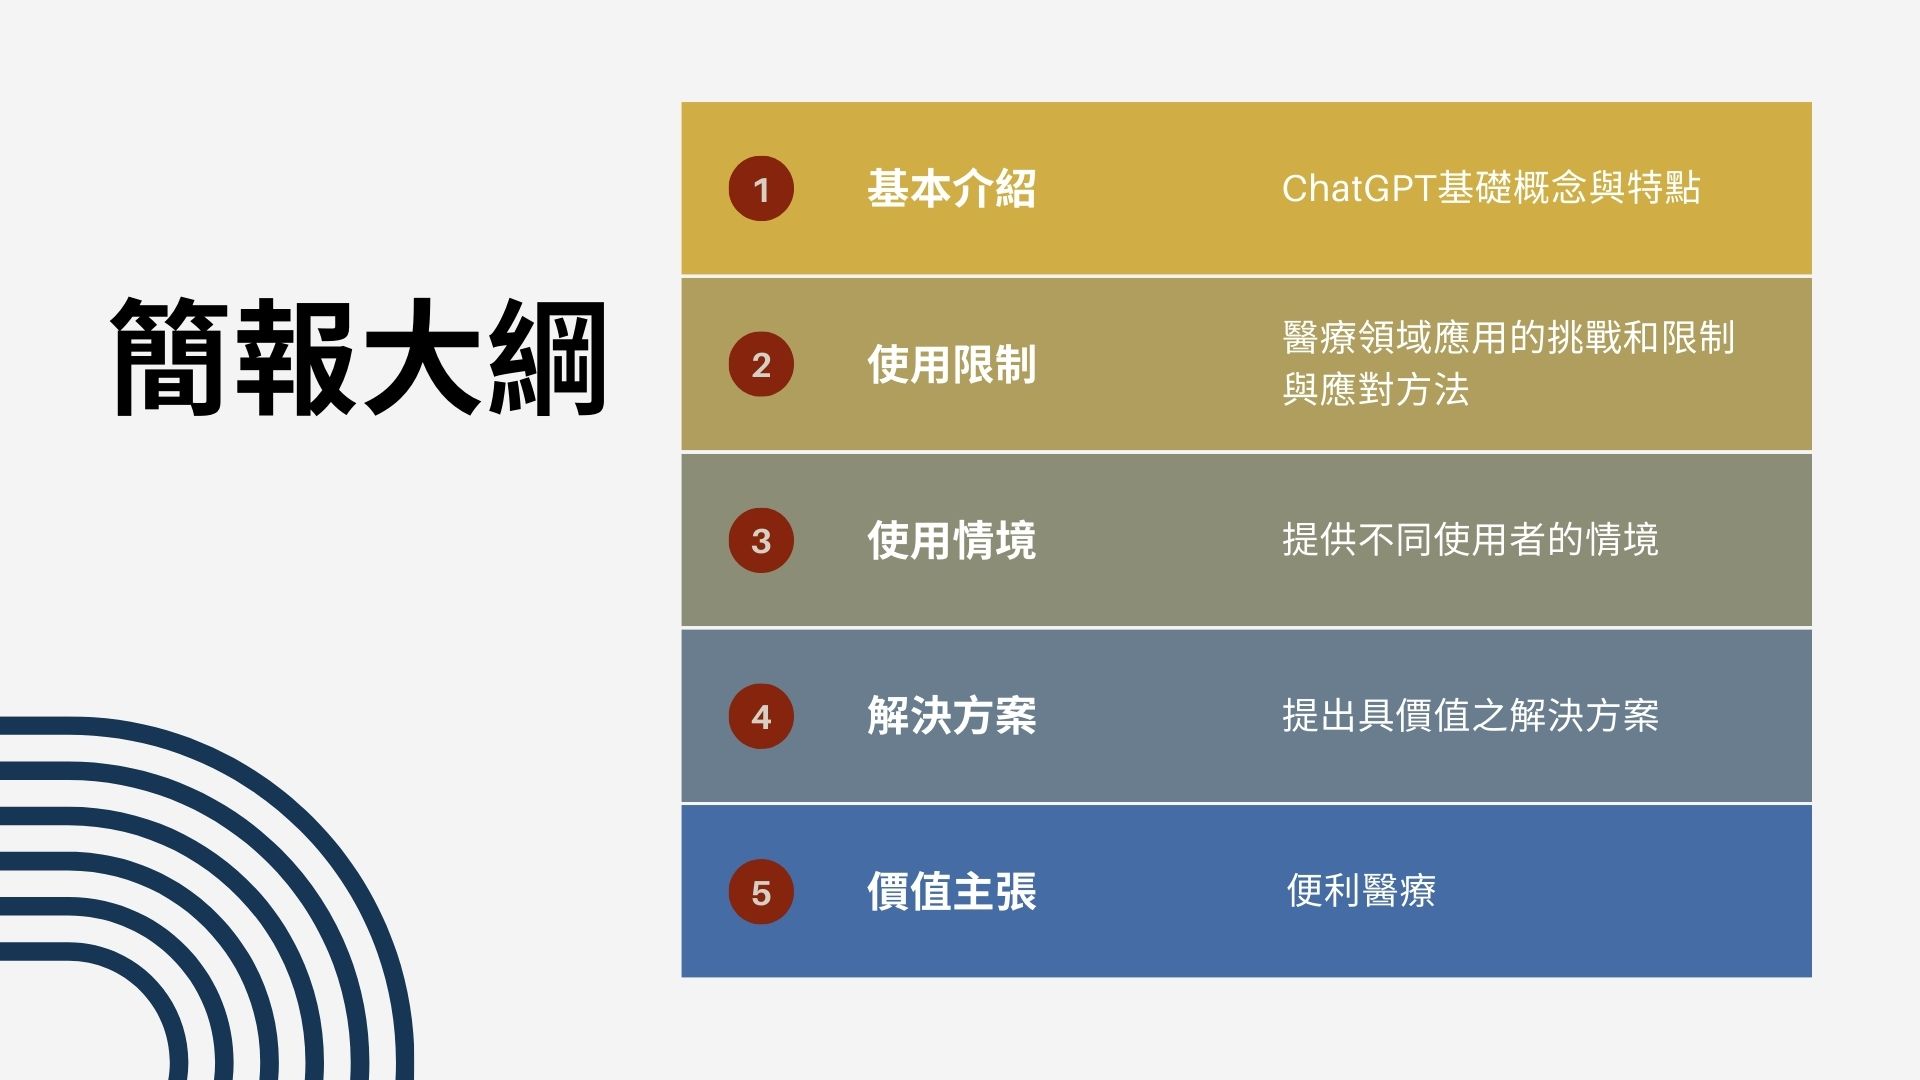 簡報大綱
1 基本介紹 ChatGPT基礎概念與特點
2 使用限制 醫療領域應用的挑戰和限制
與應對方法
3 使用情境 提供不同使用者的情境
4 解決方案 提出具價值之解決方案
5 價值主張 便利醫療